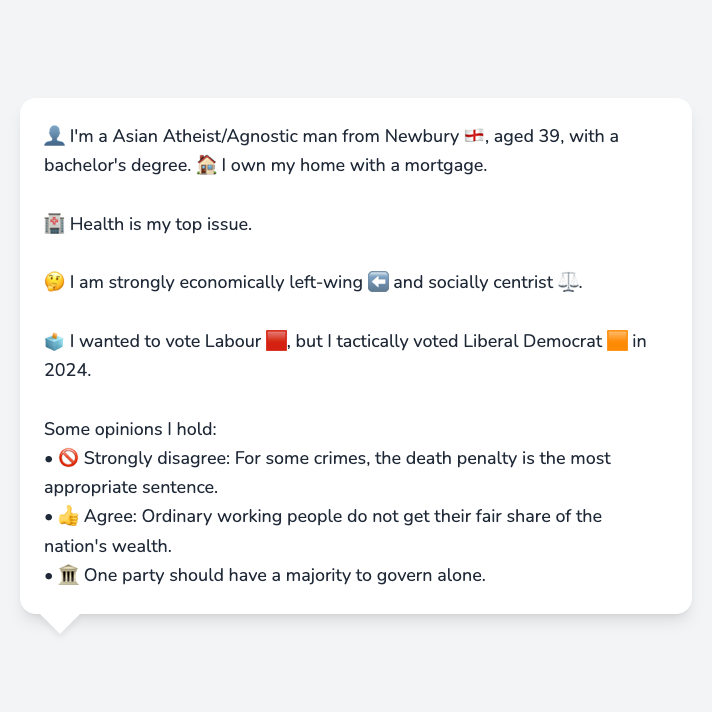 👤 I'm a Asian Atheist/Agnostic man from Newbury 🏴󠁧󠁢󠁥󠁮󠁧󠁿, aged 39, with a
bachelor's degree. 🏠 I own my home with a mortgage.
🏥 Health is my top issue.
🤔 I am strongly economically left-wing ⬅️ and socially centrist ⚖️.
🗳️ I wanted to vote Labour 🟥, but I tactically voted Liberal Democrat 🟧 in
2024.
Some opinions I hold:
• 🚫 Strongly disagree: For some crimes, the death penalty is the most
appropriate sentence.
• 👍 Agree: Ordinary working people do not get their fair share of the
nation's wealth.
• 🏛️ One party should have a majority to govern alone.